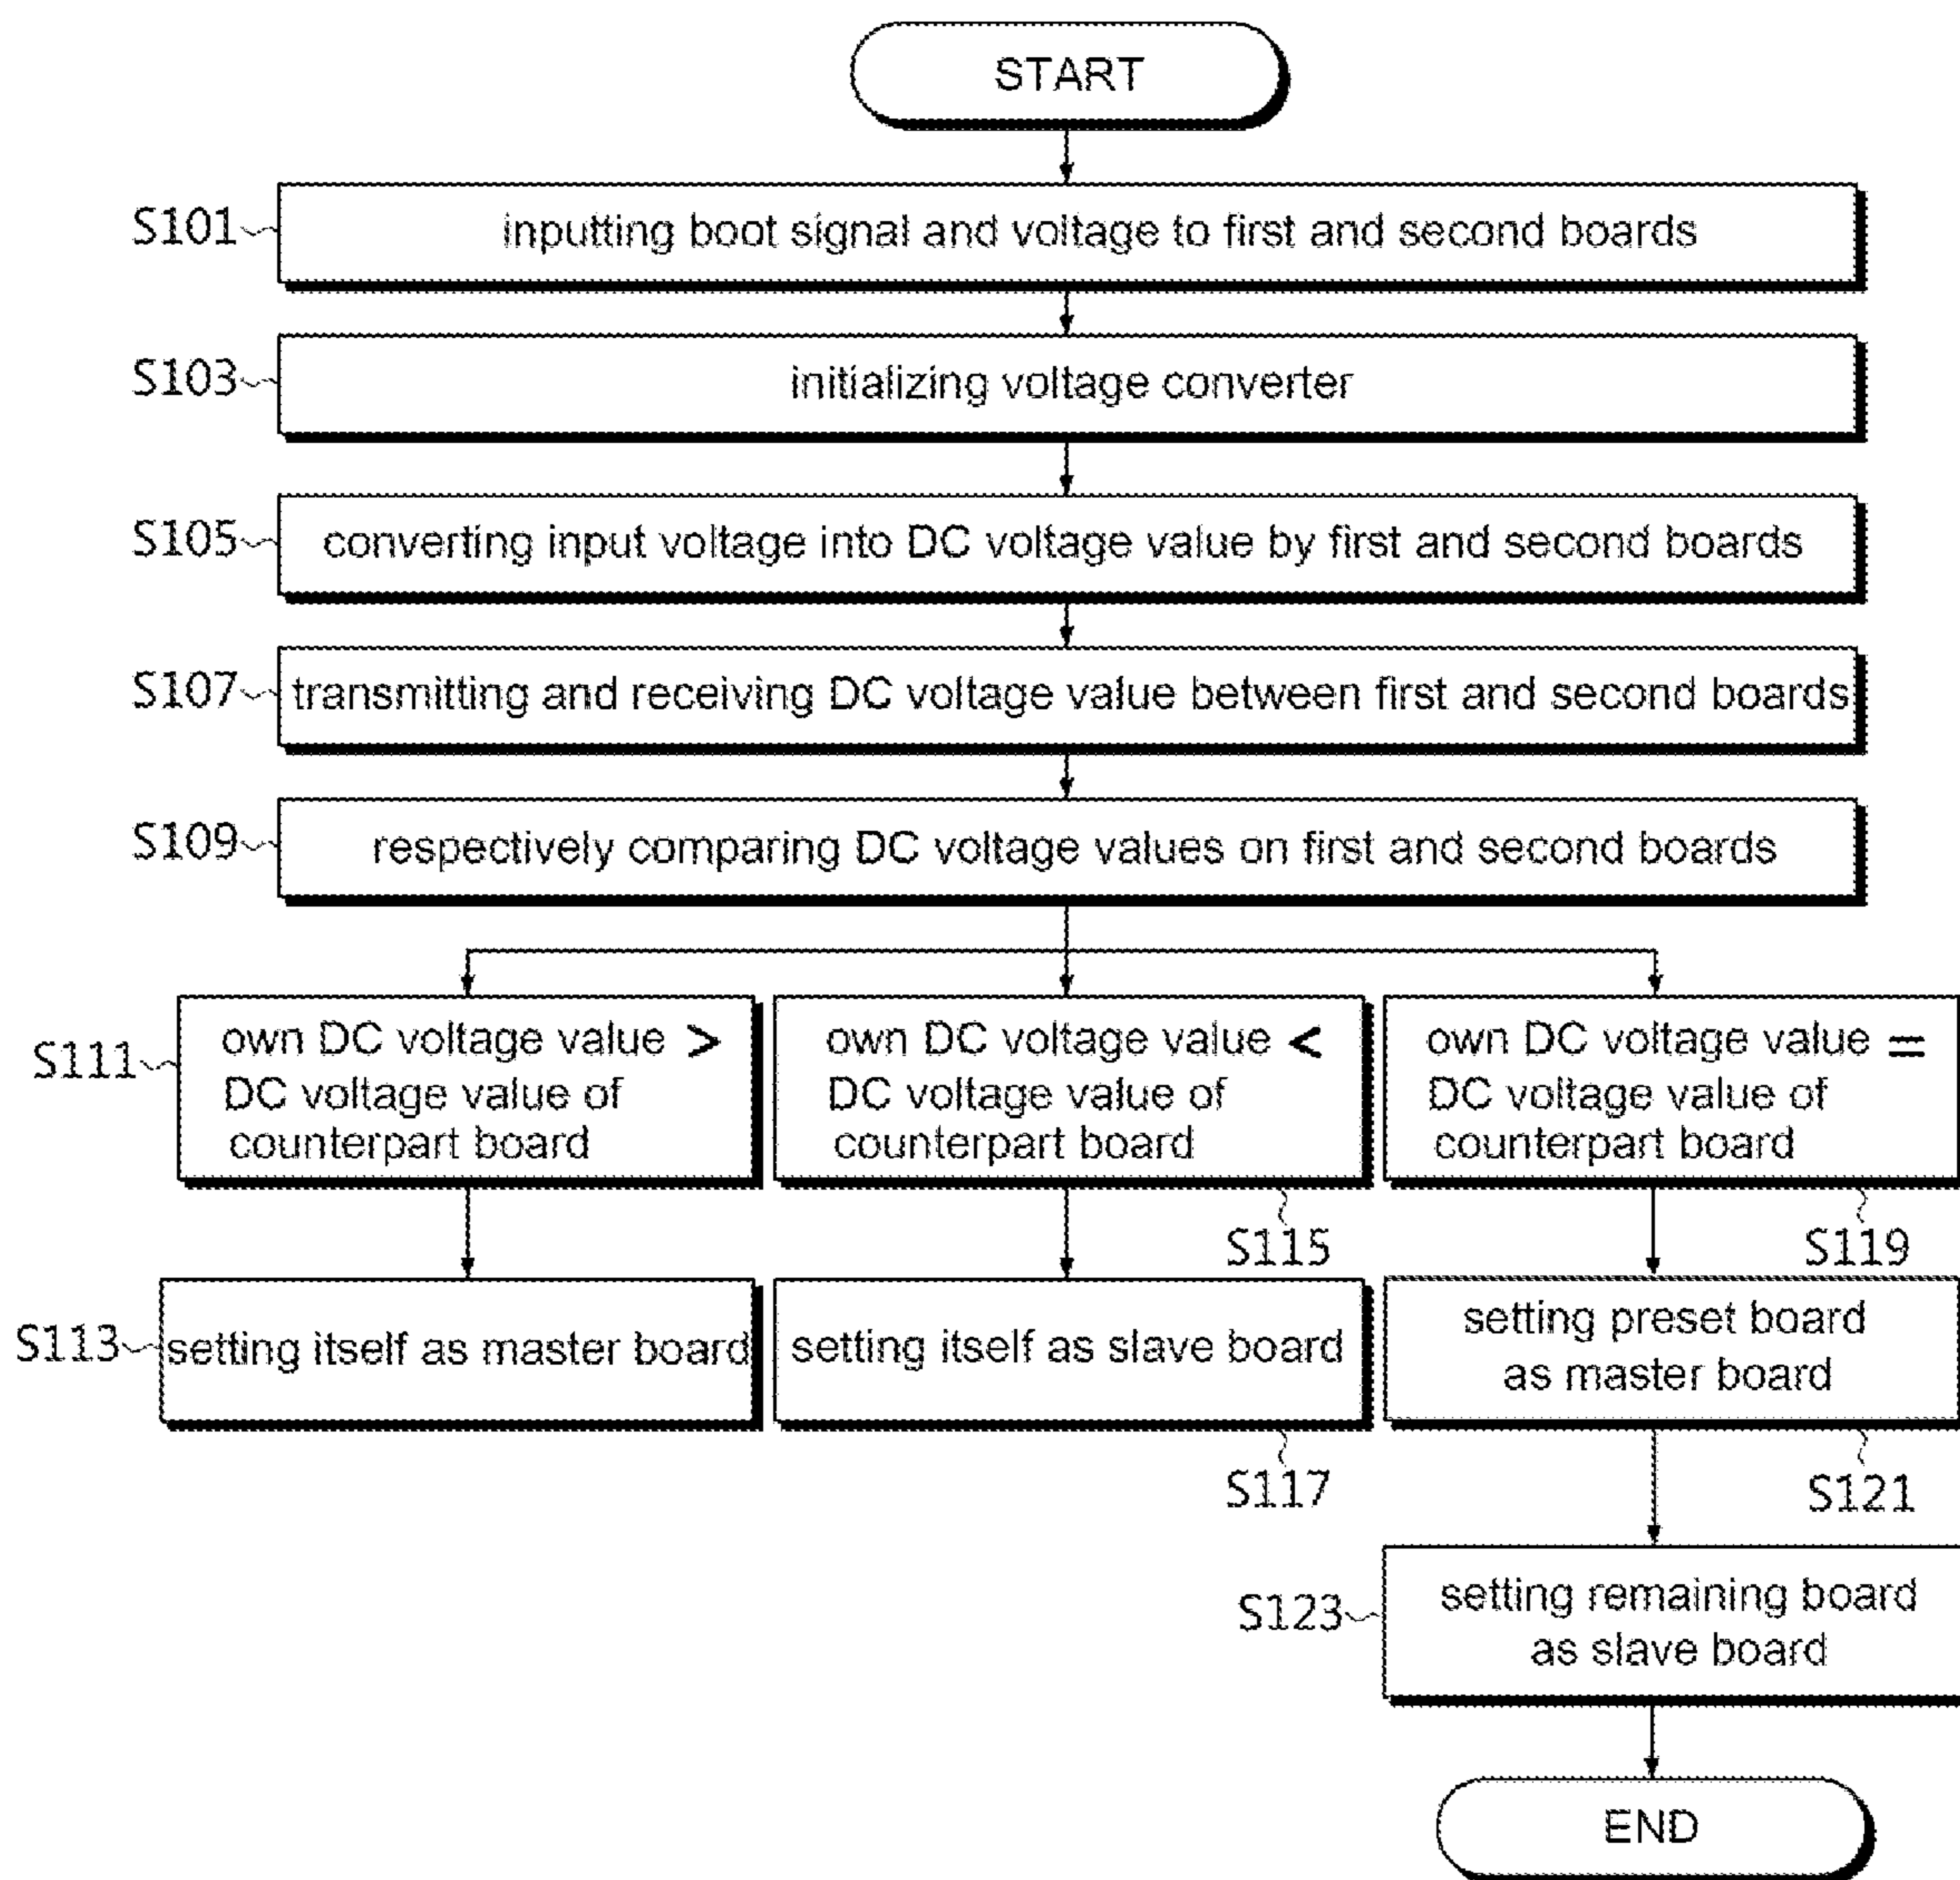 START
S101
inputting boot signal and voltage to first and second boards
S103
initializing voltage converter
S105
converting input voltage into DC voltage value by first and second boards
S107
transmitting and receiving DC voltage value between first and second boards
S109
respectively comparing DC voltage values on first and second boards
S111
own DC voltage value >
DC voltage value of
counterpart board
own DC voltage value <
DC voltage value of
counterpart board
own DC voltage value =
DC voltage value of
counterpart board
S115
S119
S113
setting itself as master board
setting itself as slave board
setting preset board
as master board
S117
S121
S123
setting remaining board
as slave board
END